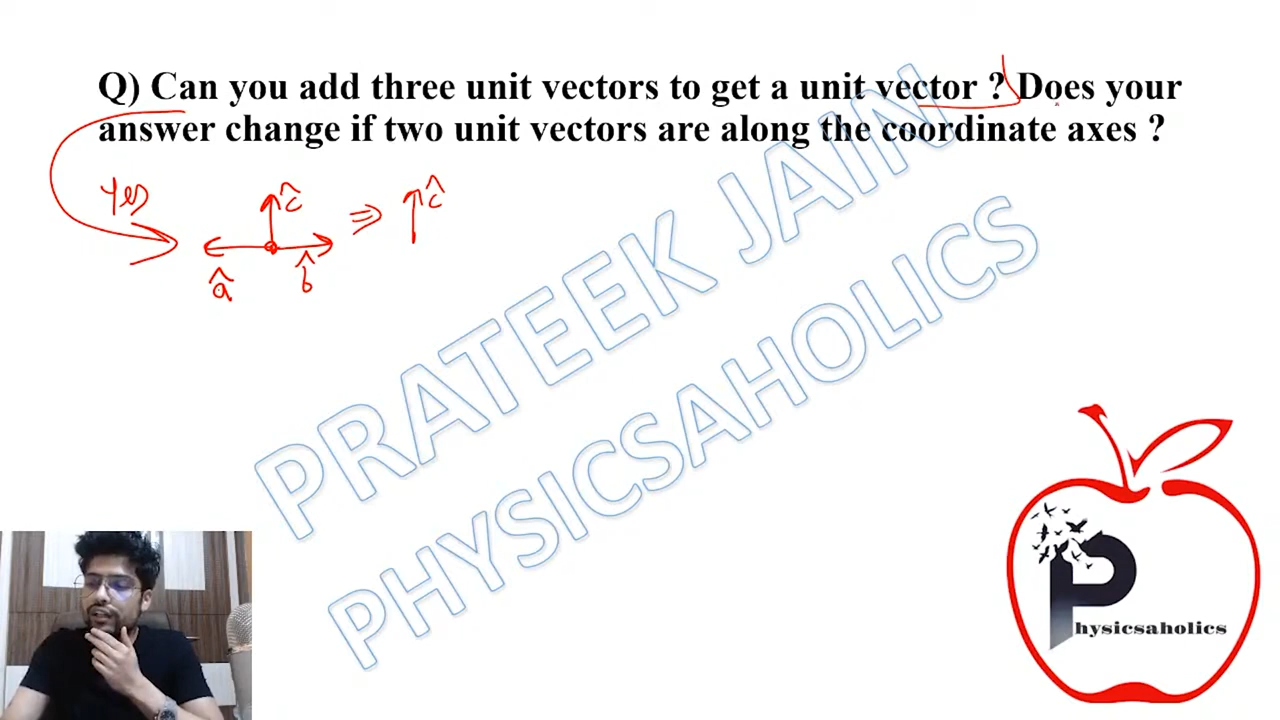 Q) Can you add three unit vectors to get a unit vector ? Does your
answer change if two unit vectors are along the coordinate axes ?
Yes
ĉ ⇒ ĉ
â b̂
PRATEEK JAIN
PHYSICSAHOLICS
Physicsaholics